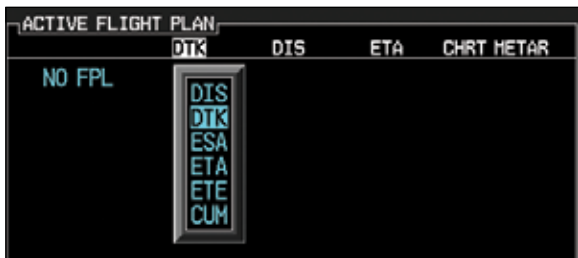 ACTIVE FLIGHT PLAN
DTK DIS ETA CHRT METAR
NO FPL
DIS
DTK
ESA
ETA
ETE
CUM